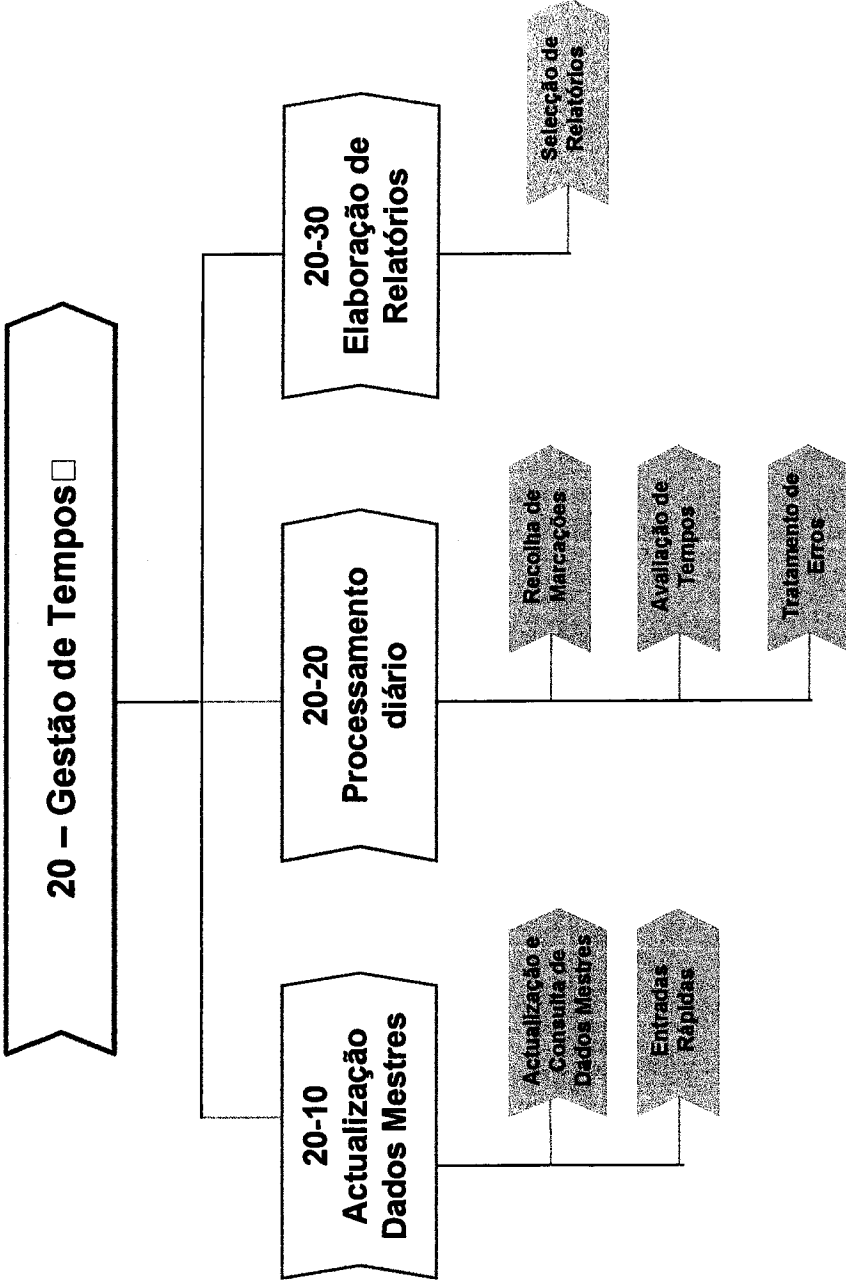 20 – Gestão de Tempos□
20-10
Actualização
Dados Mestres
Actualização e
Consulta de
Dados Mestres
Entradas
Rápidas
20-20
Processamento
diário
Recolha de
Marcações
Avaliação de
Tempos
Tratamento de
Erros
20-30
Elaboração de
Relatórios
Selecção de
Relatórios